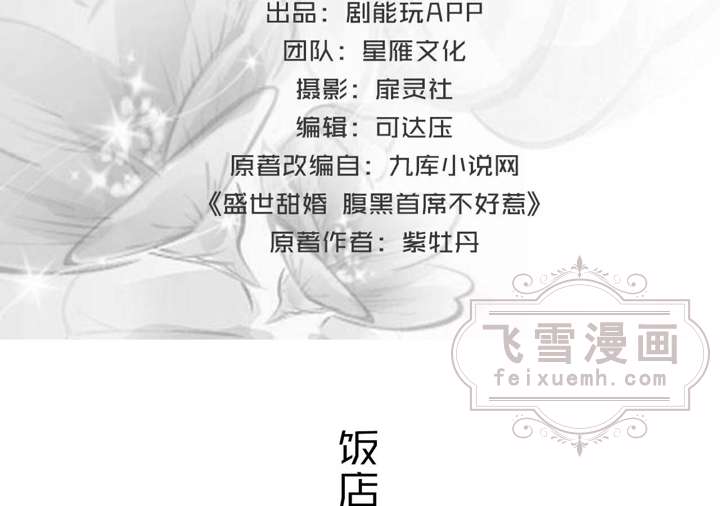 出品：剧能玩APP
团队：星雁文化
摄影：扉灵社
编辑：可达压
原著改编自：九库小说网
《盛世甜婚 腹黑首席不好惹》
原著作者：紫牡丹
飞雪漫画
feixuemh.com
饭店